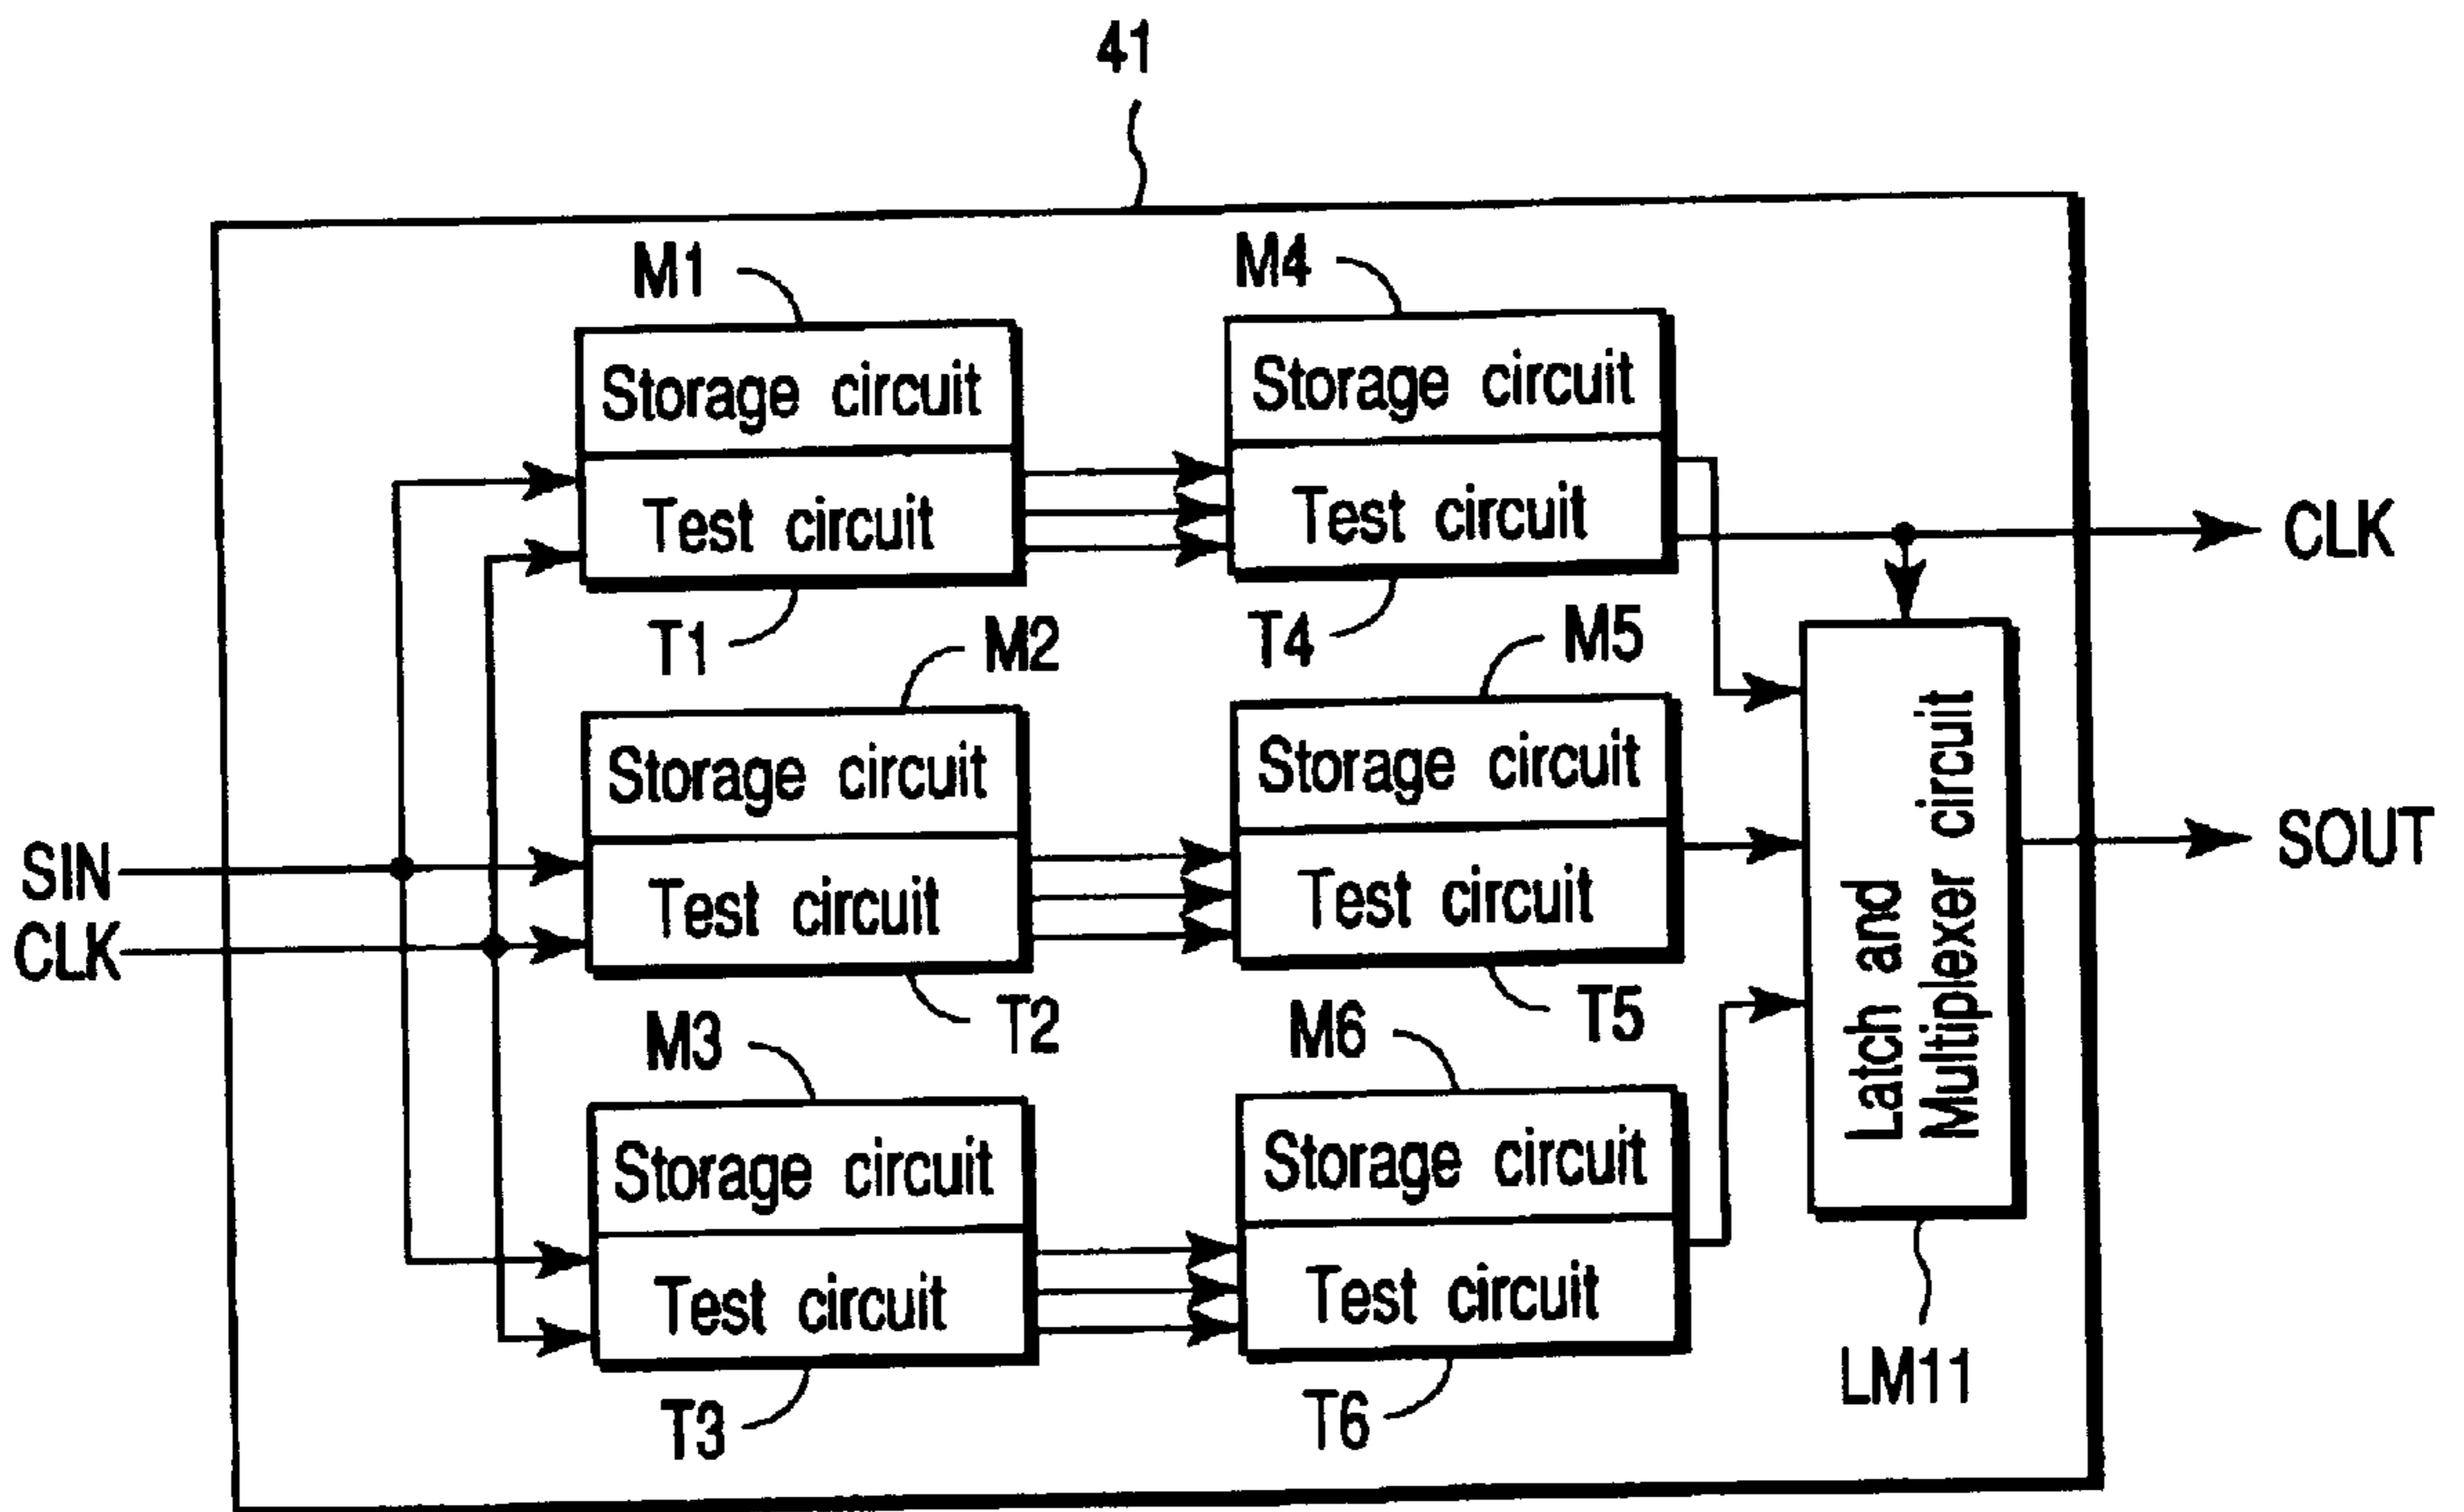 41
M1
M4
Storage circuit
Storage circuit
Test circuit
Test circuit
CLK
T1
M2
T4
M5
Storage circuit
Storage circuit
Latch and
Multiplexer circuit
SIN
CLK
Test circuit
Test circuit
SOUT
T2
T5
M3
M6
Storage circuit
Storage circuit
Test circuit
Test circuit
LM11
T3
T6